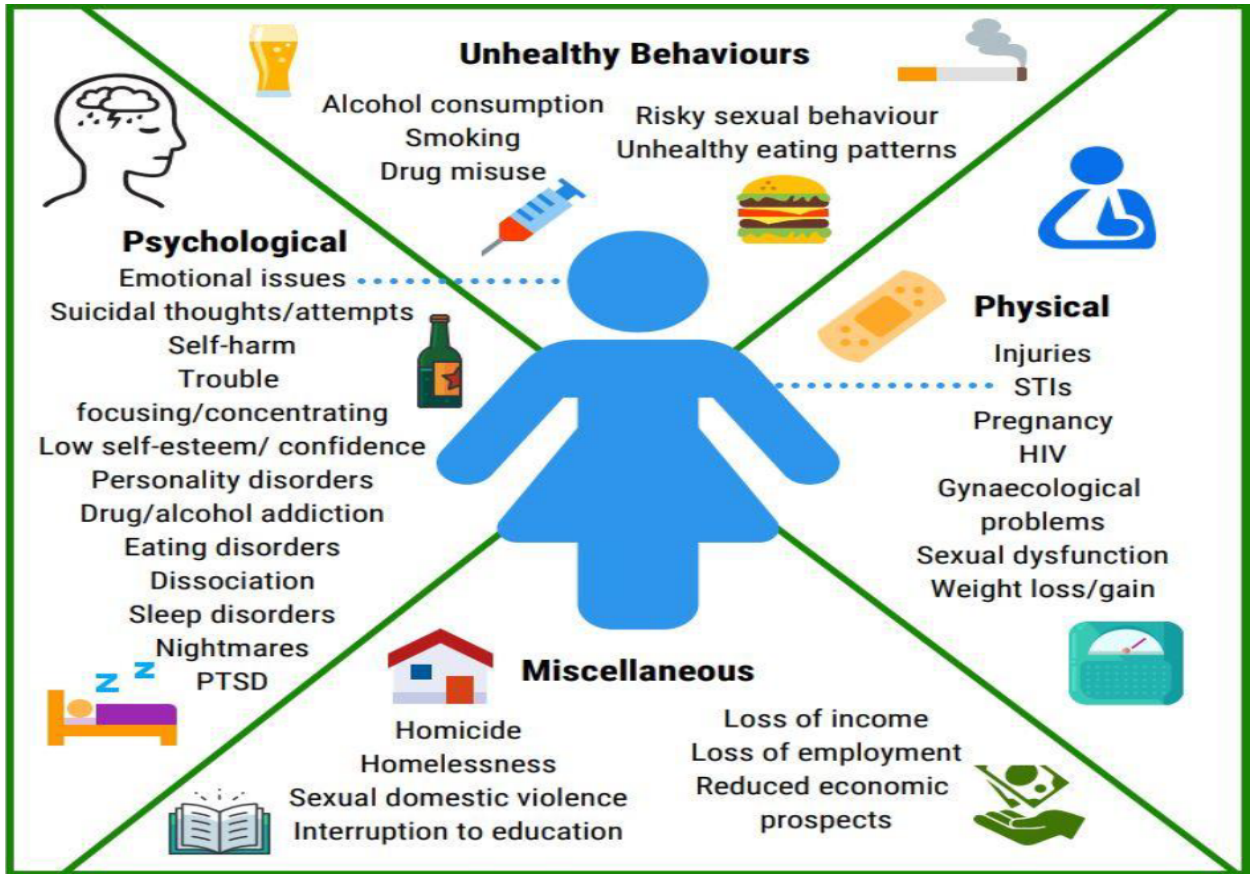 Unhealthy Behaviours
Alcohol consumption
Smoking
Drug misuse
Risky sexual behaviour
Unhealthy eating patterns
Psychological
Emotional issues
Suicidal thoughts/attempts
Self-harm
Trouble
focusing/concentrating
Low self-esteem/ confidence
Personality disorders
Drug/alcohol addiction
Eating disorders
Dissociation
Sleep disorders
Nightmares
PTSD
z z
Physical
Injuries
STIs
Pregnancy
HIV
Gynaecological
problems
Sexual dysfunction
Weight loss/gain
Miscellaneous
Homicide
Homelessness
Sexual domestic violence
Interruption to education
Loss of income
Loss of employment
Reduced economic
prospects